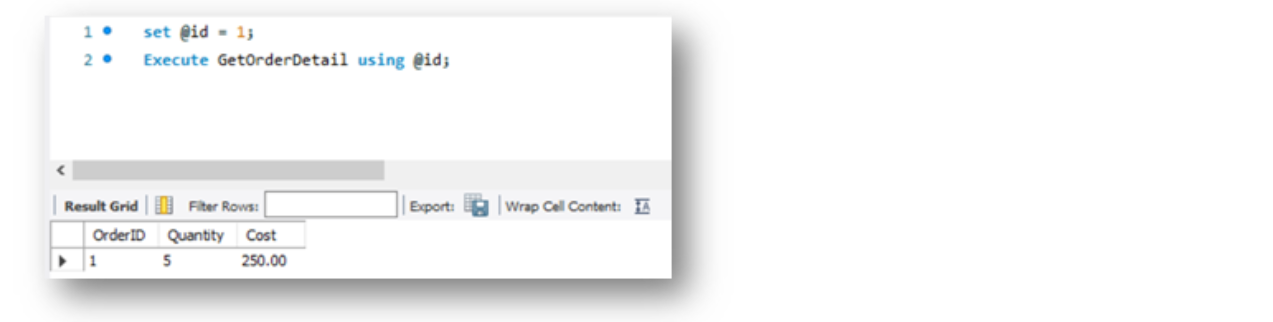 1 set @id = 1;
2 Execute GetOrderDetail using @id;
Result Grid Filter Rows: Export: Wrap Cell Content: IA
OrderID Quantity Cost
1 5 250.00